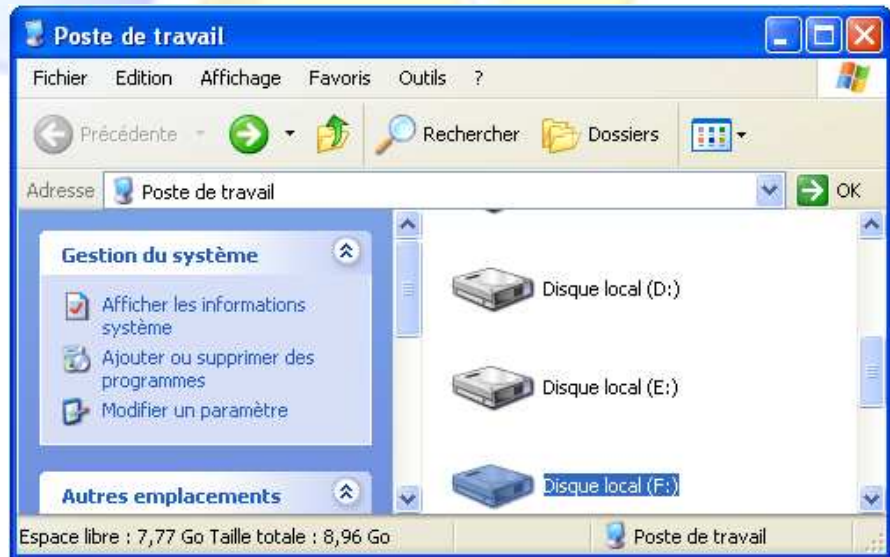 Poste de travail
Fichier Edition Affichage Favoris Outils ?
Précédente Rechercher Dossiers
Adresse Poste de travail OK
Gestion du système
Afficher les informations
système
Ajouter ou supprimer des
programmes
Modifier un paramètre
Autres emplacements
Disque local (D:)
Disque local (E:)
Disque local (F:)
Espace libre : 7,77 Go Taille totale : 8,96 Go Poste de travail